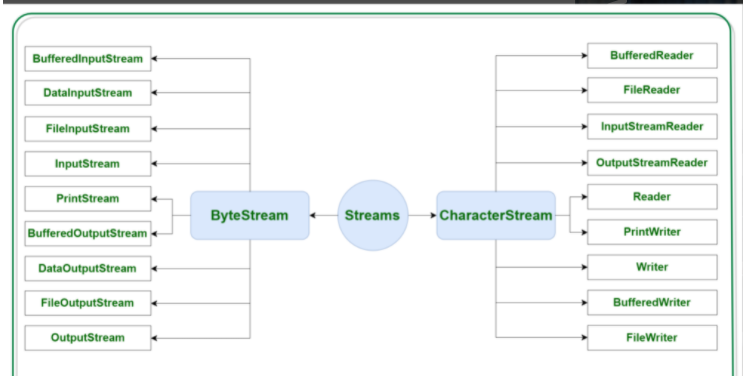 BufferedInputStream
DataInputStream
FileInputStream
InputStream
PrintStream
BufferedOutputStream
DataOutputStream
FileOutputStream
OutputStream
ByteStream
Streams
CharacterStream
BufferedReader
FileReader
InputStreamReader
OutputStreamReader
Reader
PrintWriter
Writer
BufferedWriter
FileWriter